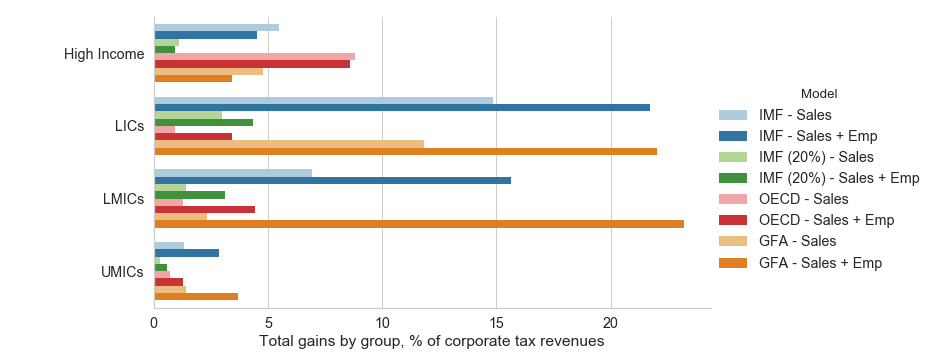 High Income
LICs
LMICs
UMICs
0 5 10 15 20
Total gains by group, % of corporate tax revenues
Model
IMF - Sales
IMF - Sales + Emp
IMF (20%) - Sales
IMF (20%) - Sales + Emp
OECD - Sales
OECD - Sales + Emp
GFA - Sales
GFA - Sales + Emp